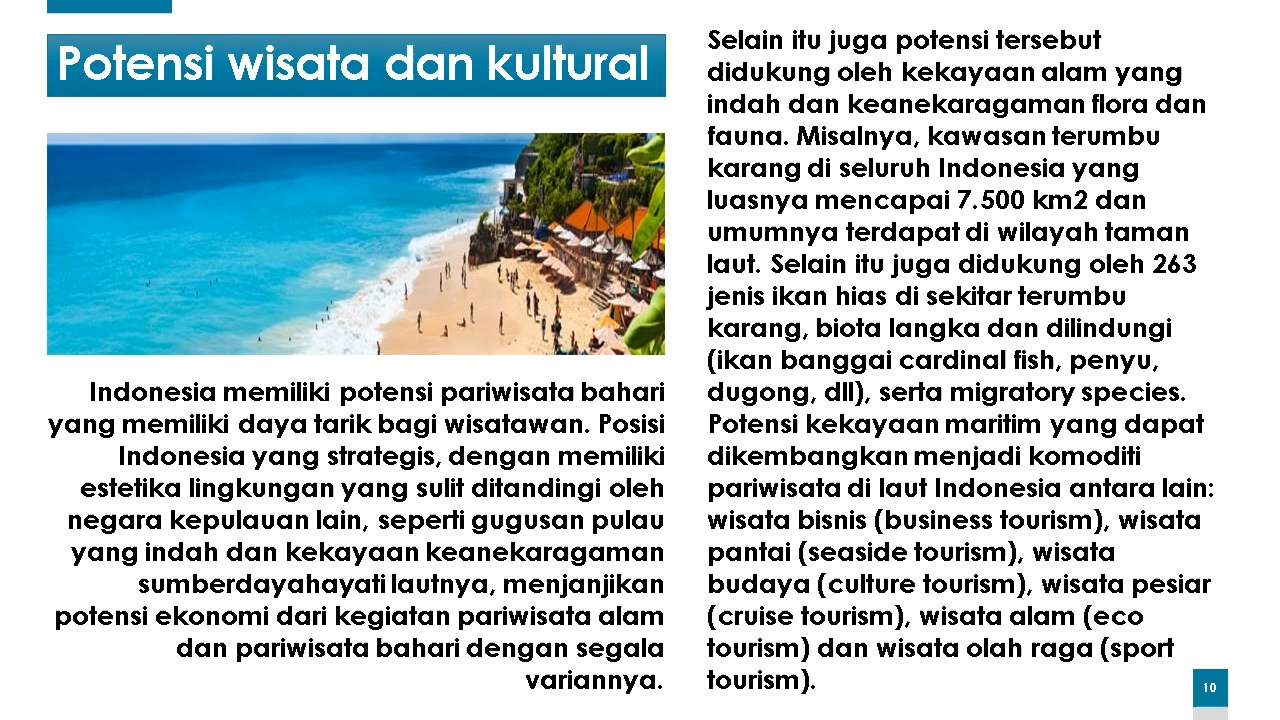 Potensi wisata dan kultural
Indonesia memiliki potensi pariwisata bahari
yang memiliki daya tarik bagi wisatawan. Posisi
Indonesia yang strategis, dengan memiliki
estetika lingkungan yang sulit ditandingi oleh
negara kepulauan lain, seperti gugusan pulau
yang indah dan kekayaan keanekaragaman
sumberdayahayati lautnya, menjanjikan
potensi ekonomi dari kegiatan pariwisata alam
dan pariwisata bahari dengan segala
variannya.
Selain itu juga potensi tersebut
didukung oleh kekayaan alam yang
indah dan keanekaragaman flora dan
fauna. Misalnya, kawasan terumbu
karang di seluruh Indonesia yang
luasnya mencapai 7.500 km2 dan
umumnya terdapat di wilayah taman
laut. Selain itu juga didukung oleh 263
jenis ikan hias di sekitar terumbu
karang, biota langka dan dilindungi
(ikan banggai cardinal fish, penyu,
dugong, dll), serta migratory species.
Potensi kekayaan maritim yang dapat
dikembangkan menjadi komoditi
pariwisata di laut Indonesia antara lain:
wisata bisnis (business tourism), wisata
pantai (seaside tourism), wisata
budaya (culture tourism), wisata pesiar
(cruise tourism), wisata alam (eco
tourism) dan wisata olah raga (sport
tourism).
10